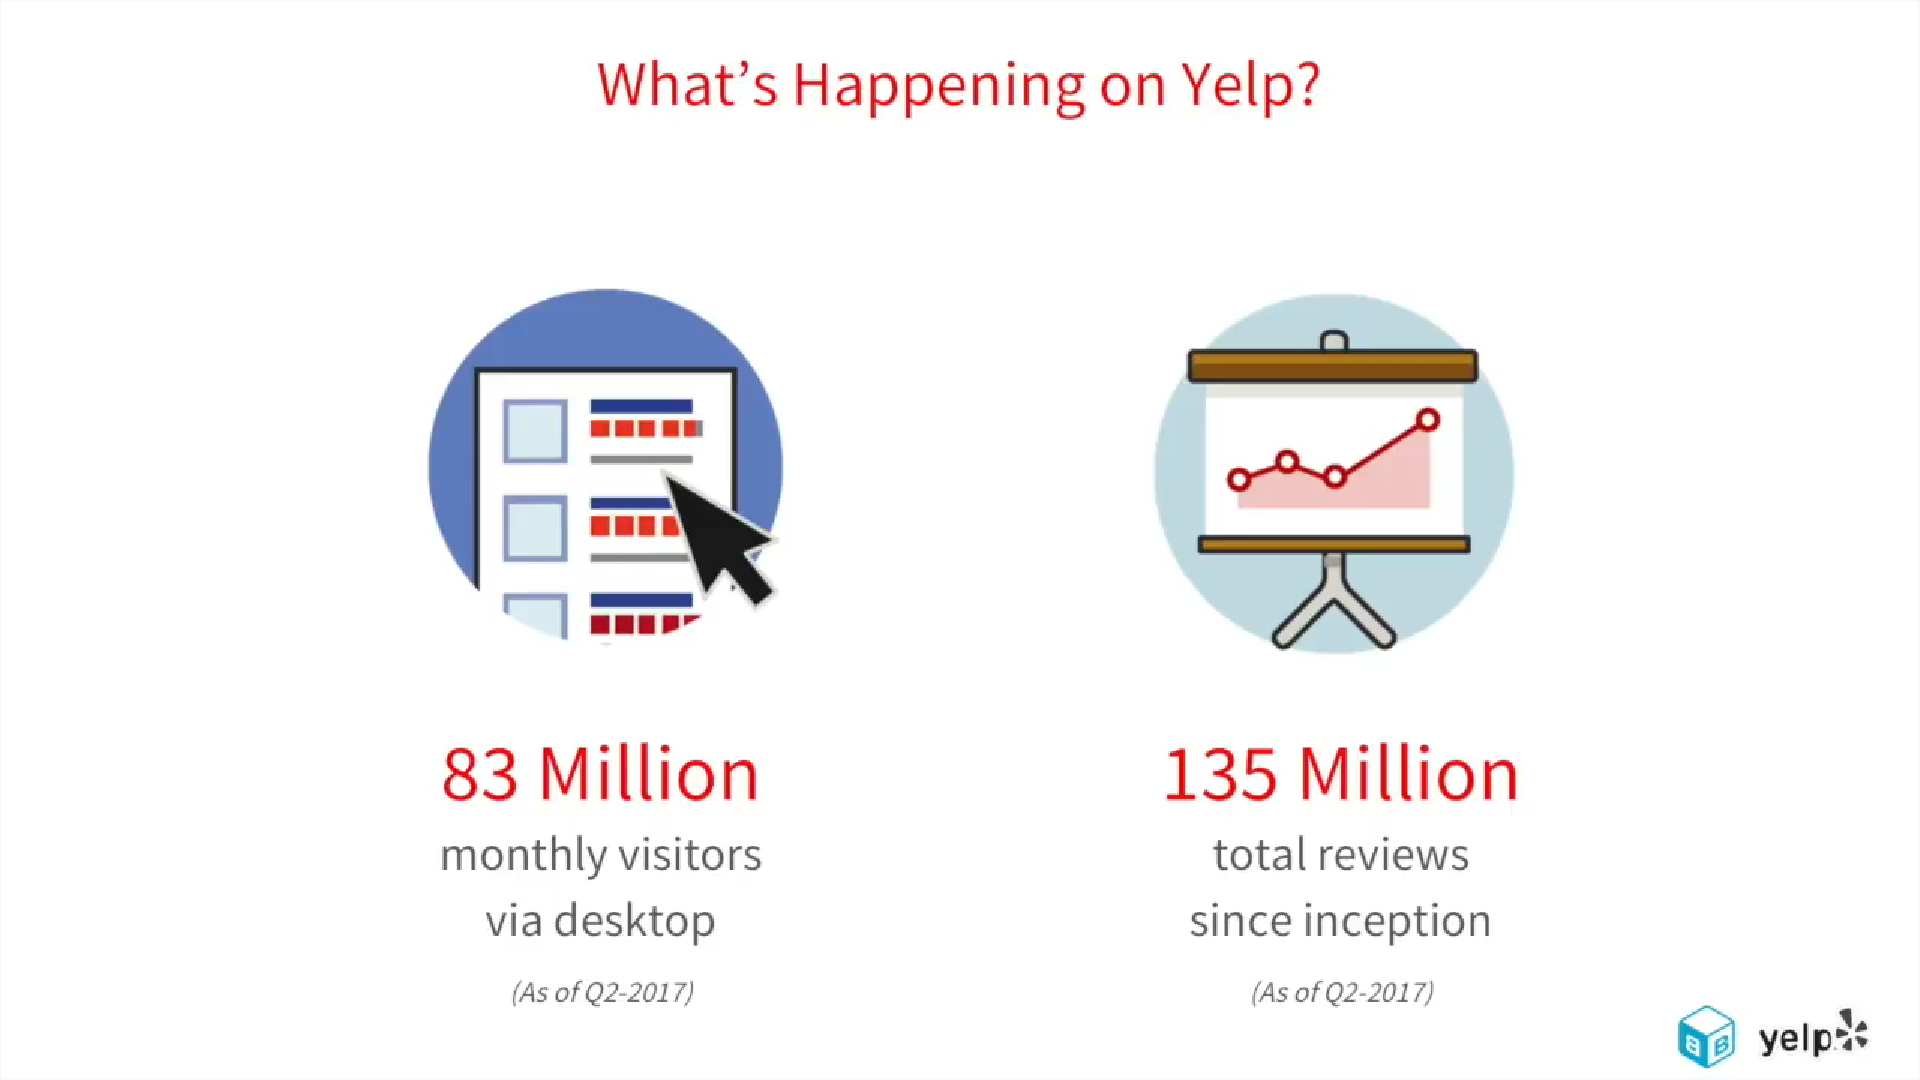 What's Happening on Yelp?
83 Million
monthly visitors
via desktop
(As of Q2-2017)
135 Million
total reviews
since inception
(As of Q2-2017)
B B
yelp